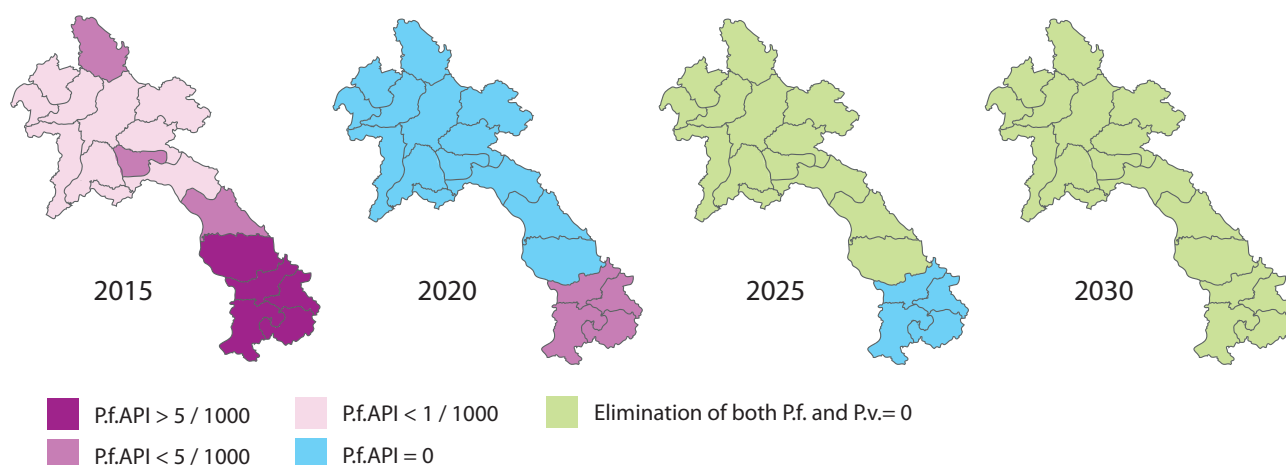 2015
2020
2025
2030
P.f.API > 5 / 1000
P.f.API < 1 / 1000
Elimination of both P.f. and P.v.= 0
P.f.API < 5 / 1000
P.f.API = 0